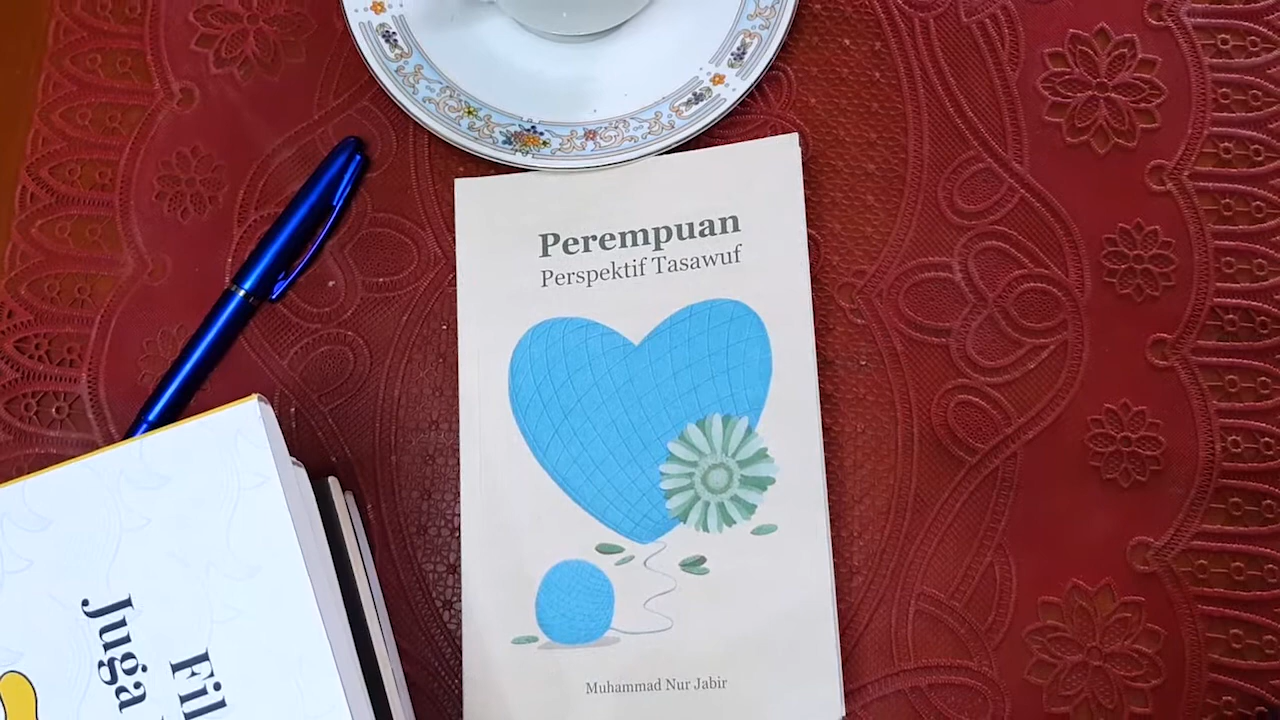 Perempuan
Perspektif Tasawuf
Muhammad Nur Jabir
Fil
Juga